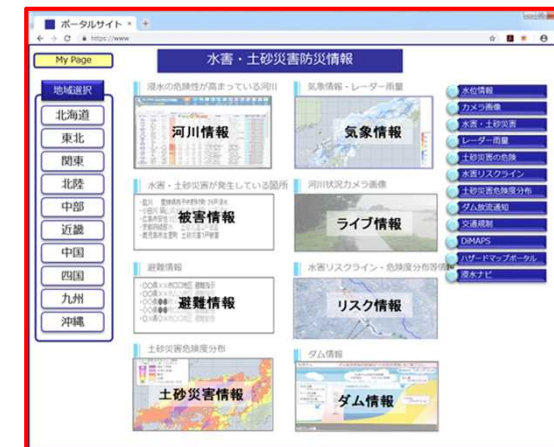 ポータルサイト
https://www
My Page
水害・土砂災害防災情報
地域選択
北海道
東北
関東
北陸
中部
近畿
中国
四国
九州
沖縄
浸水の危険性が高まっている河川
河川情報
気象情報・レーダー雨量
気象情報
水害・土砂災害が発生している箇所
被害情報
河川状況カメラ画像
ライブ情報
避難情報
避難情報
水害リスクライン・危険度分布等情
リスク情報
土砂災害危険度分布
土砂災害情報
ダム情報
ダム情報
水位情報
カメラ画像
水害・土砂災害
レーダー雨量
土砂災害の危険
水害リスクライン
土砂災害危険度分布
ダム放流通知
交通規制
DiMAPS
ハザードマップポータル
浸水ナビ